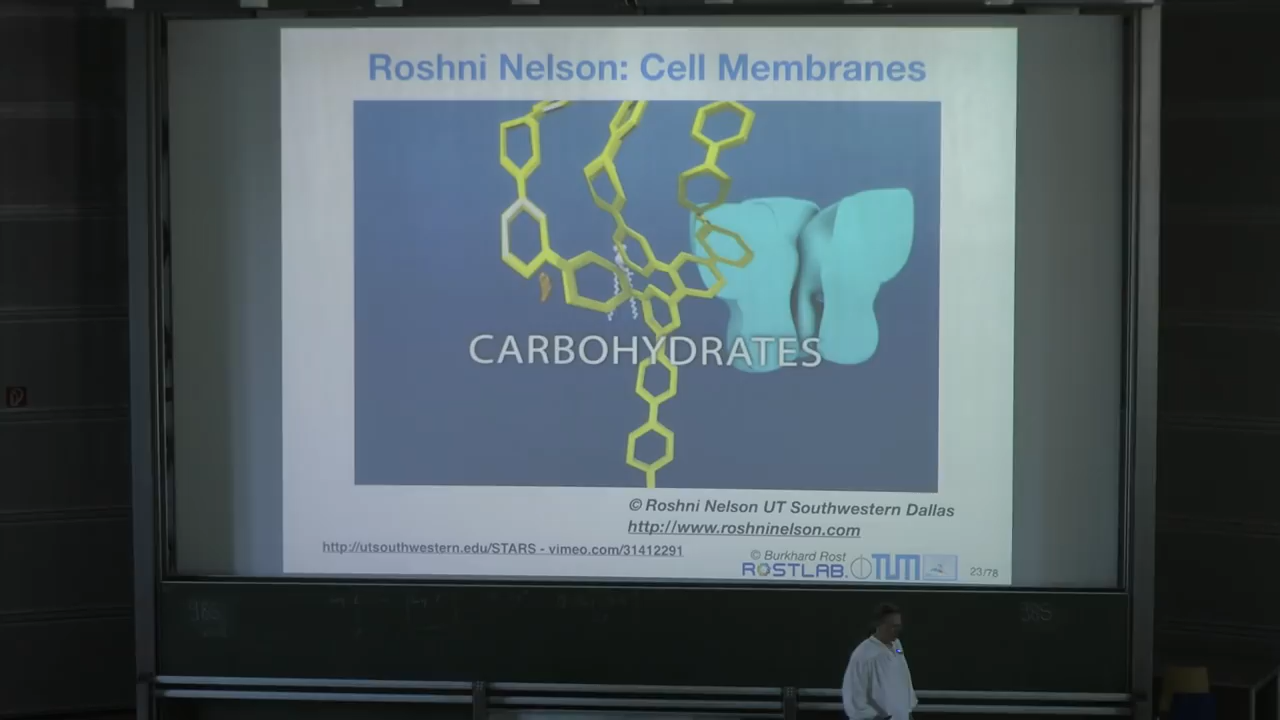 Roshni Nelson: Cell Membranes
CARBOHYDRATES
© Roshni Nelson UT Southwestern Dallas
http://www.roshninelson.com
http://utsouthwestern.edu/STARS - vimeo.com/31412291
© Burkhard Rost
ROSTLAB. TUM
23/78